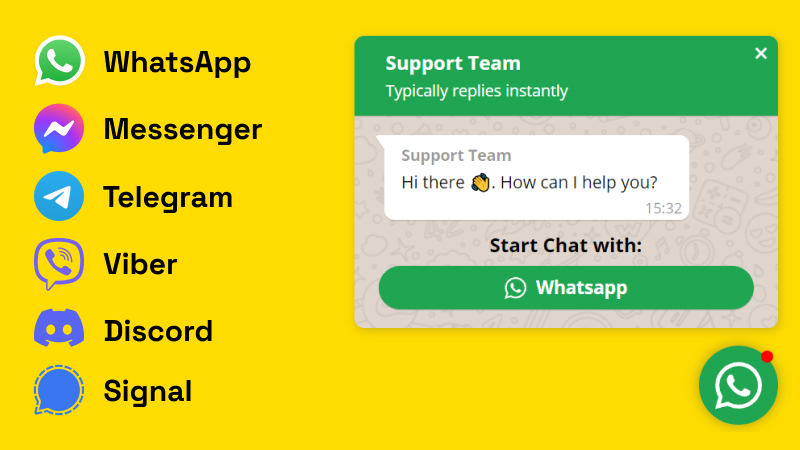 WhatsApp
Messenger
Telegram
Viber
Discord
Signal
Support Team
Typically replies instantly
Support Team
Hi there 👋. How can I help you?
15:32
Start Chat with:
Whatsapp